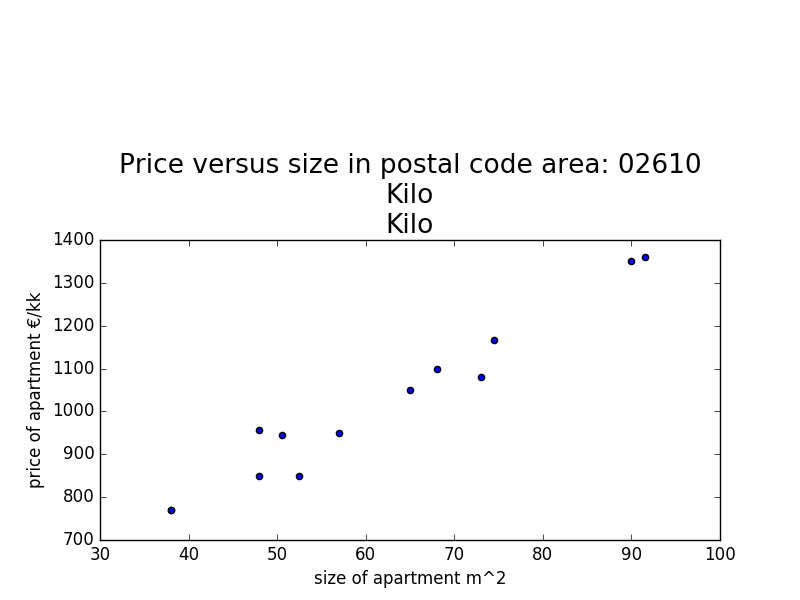 Price versus size in postal code area: 02610
Kilo
Kilo
1400
1300
1200
1100
1000
900
800
700
price of apartment €/kk
30 40 50 60 70 80 90 100
size of apartment m^2